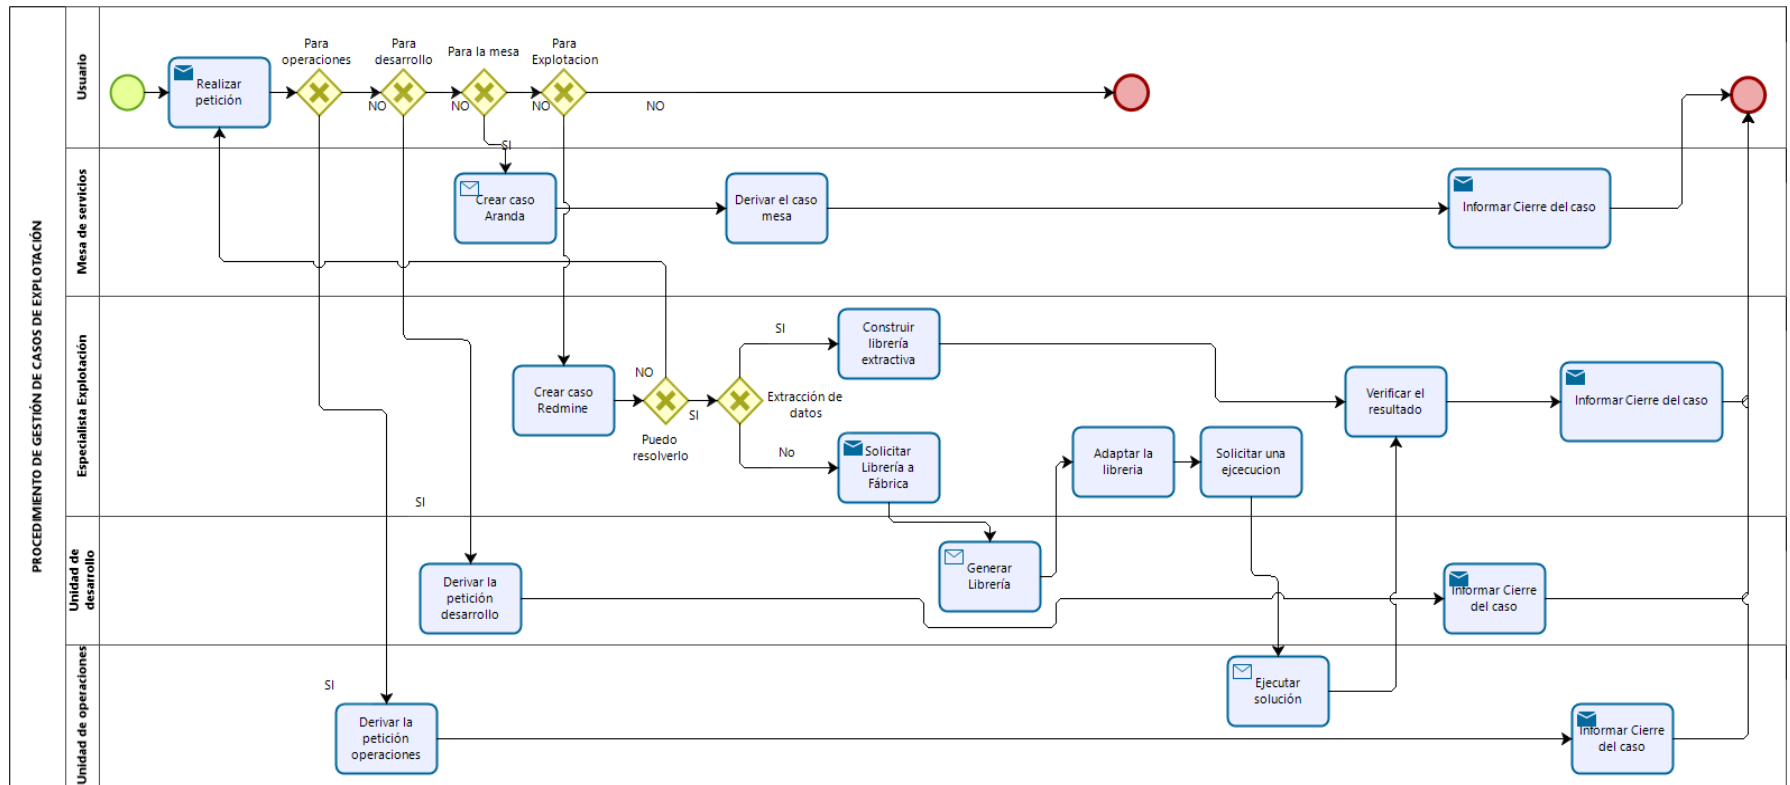 PROCEDIMIENTO DE GESTIÓN DE CASOS DE EXPLOTACIÓN
Usuario
Realizar
petición
Para
operaciones
NO
Para
desarrollo
NO
Para la mesa
NO
Para
Explotacion
NO
SI
Mesa de servicios
Crear caso
Aranda
Derivar el caso
mesa
Informar Cierre del caso
Especialista Explotación
Crear caso
Redmine
NO
Puedo
resolverlo
SI
SI
Extracción de
datos
No
Construir
librería
extractiva
Solicitar
Librería a
Fábrica
Adaptar la
libreria
Solicitar una
ejcecucion
Verificar el
resultado
Informar Cierre del caso
SI
Unidad de
desarrollo
Derivar la
petición
desarrollo
Generar
Librería
Informar Cierre
del caso
Unidad de operaciones
SI
Derivar la
petición
operaciones
Ejecutar
solución
Informar Cierre
del caso